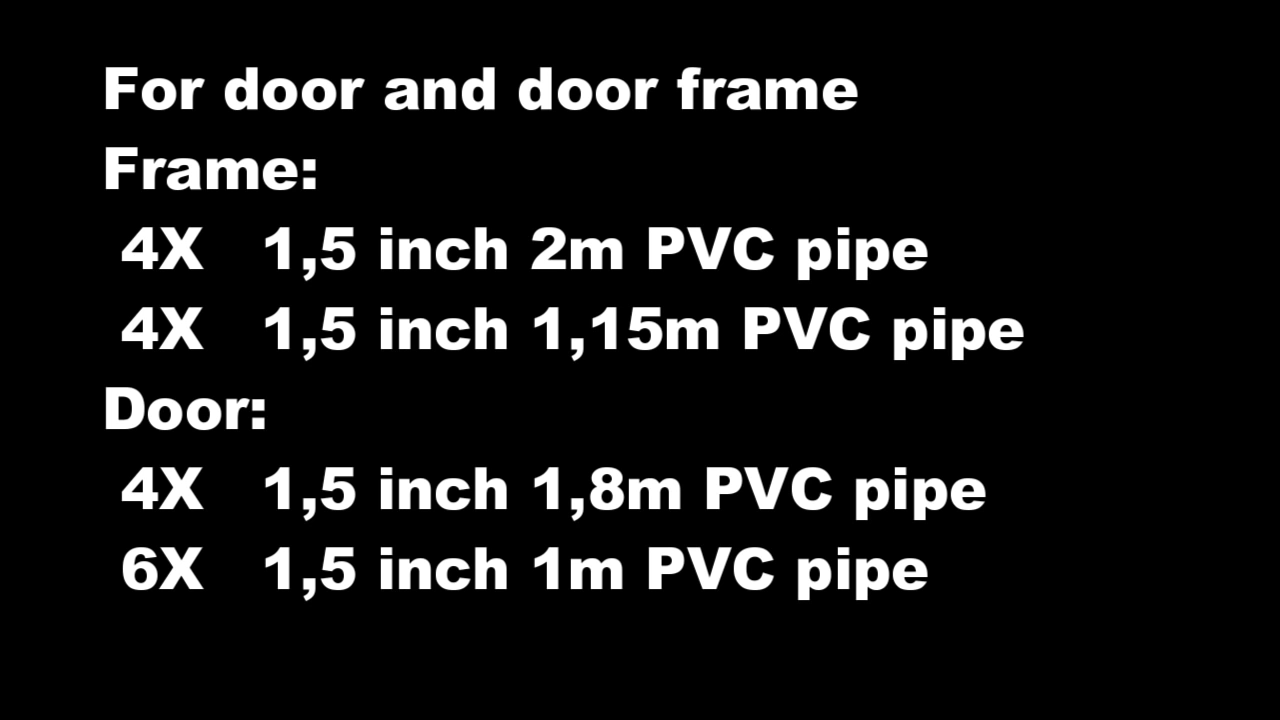 For door and door frame
Frame:
4X 1,5 inch 2m PVC pipe
4X 1,5 inch 1,15m PVC pipe
Door:
4X 1,5 inch 1,8m PVC pipe
6X 1,5 inch 1m PVC pipe